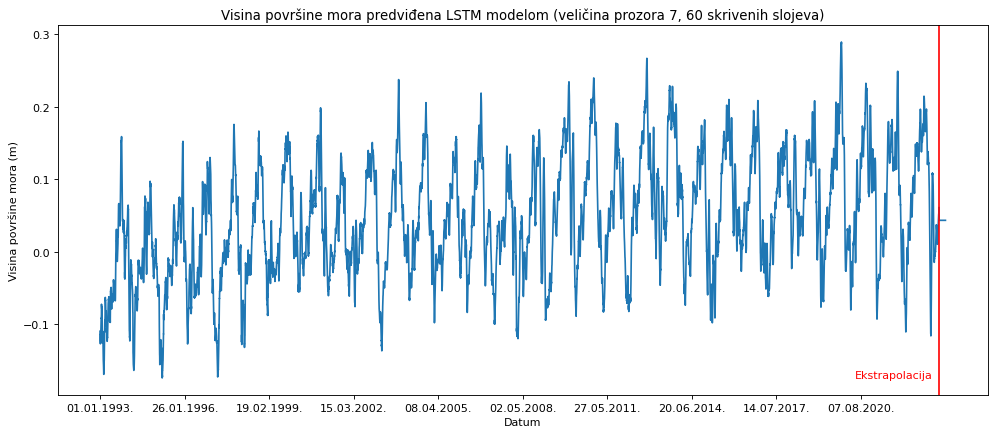 Visina površine mora predviđena LSTM modelom (veličina prozora 7, 60 skrivenih slojeva)
Visina površine mora (m)
0.3
0.2
0.1
0.0
−0.1
Ekstrapolacija
01.01.1993. 26.01.1996. 19.02.1999. 15.03.2002. 08.04.2005. 02.05.2008. 27.05.2011. 20.06.2014. 14.07.2017. 07.08.2020.
Datum